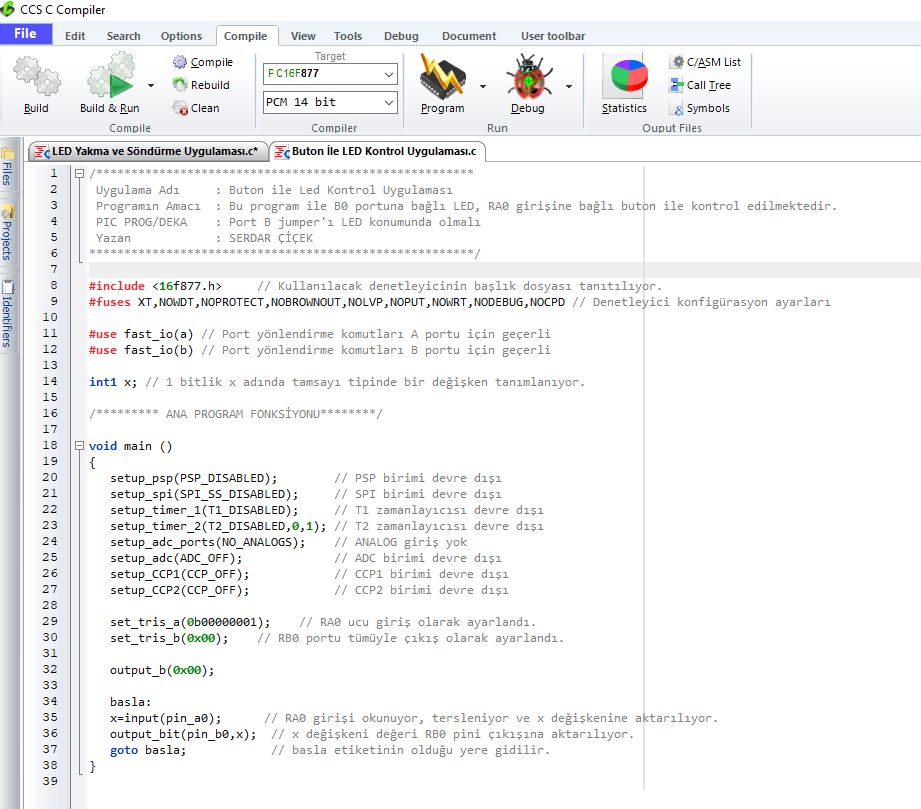 CCS C Compiler
File Edit Search Options Compile View Tools Debug Document User toolbar
Target
Build
Build & Run
Compile
Rebuild
Clean
Compile
PIC16F877
PCM 14 bit
Compiler
Program
Debug
Run
Statistics
C/ASM List
Call Tree
Symbols
Ouput Files
Files
Projects
Identifiers
LED Yakma ve Söndürme Uygulaması.c*
Buton İle LED Kontrol Uygulaması.c
1 /******************************************************
2 Uygulama Adı : Buton ile Led Kontrol Uygulaması
3 Programın Amacı : Bu program ile B0 portuna bağlı LED, RA0 girişine bağlı buton ile kontrol edilmektedir.
4 PIC PROG/DEKA : Port B jumper'ı LED konumunda olmalı
5 Yazan : SERDAR ÇİÇEK
6 *******************************************************/
7
8 #include <16f877.h> // Kullanılacak denetleyicinin başlık dosyası tanıtılıyor.
9 #fuses XT,NOWDT,NOPROTECT,NOBROWNOUT,NOLVP,NOPUT,NOWRT,NODEBUG,NOCPD // Denetleyici konfigürasyon ayarları
10
11 #use fast_io(a) // Port yönlendirme komutları A portu için geçerli
12 #use fast_io(b) // Port yönlendirme komutları B portu için geçerli
13
14 int1 x; // 1 bitlik x adında tamsayı tipinde bir değişken tanımlanıyor.
15
16 /********* ANA PROGRAM FONKSİYONU********/
17
18 void main ()
19 {
20 setup_psp(PSP_DISABLED); // PSP birimi devre dışı
21 setup_spi(SPI_SS_DISABLED); // SPI birimi devre dışı
22 setup_timer_1(T1_DISABLED); // T1 zamanlayıcısı devre dışı
23 setup_timer_2(T2_DISABLED,0,1); // T2 zamanlayıcısı devre dışı
24 setup_adc_ports(NO_ANALOGS); // ANALOG giriş yok
25 setup_adc(ADC_OFF); // ADC birimi devre dışı
26 setup_CCP1(CCP_OFF); // CCP1 birimi devre dışı
27 setup_CCP2(CCP_OFF); // CCP2 birimi devre dışı
28
29 set_tris_a(0b00000001); // RA0 ucu giriş olarak ayarlandı.
30 set_tris_b(0x00); // RB0 portu tümüyle çıkış olarak ayarlandı.
31
32 output_b(0x00);
33
34 basla:
35 x=input(pin_a0); // RA0 girişi okunuyor, tersleniyor ve x değişkenine aktarılıyor.
36 output_bit(pin_b0,x); // x değişkeni değeri RB0 pini çıkışına aktarılıyor.
37 goto basla; // basla etiketinin olduğu yere gidilir.
38 }
39